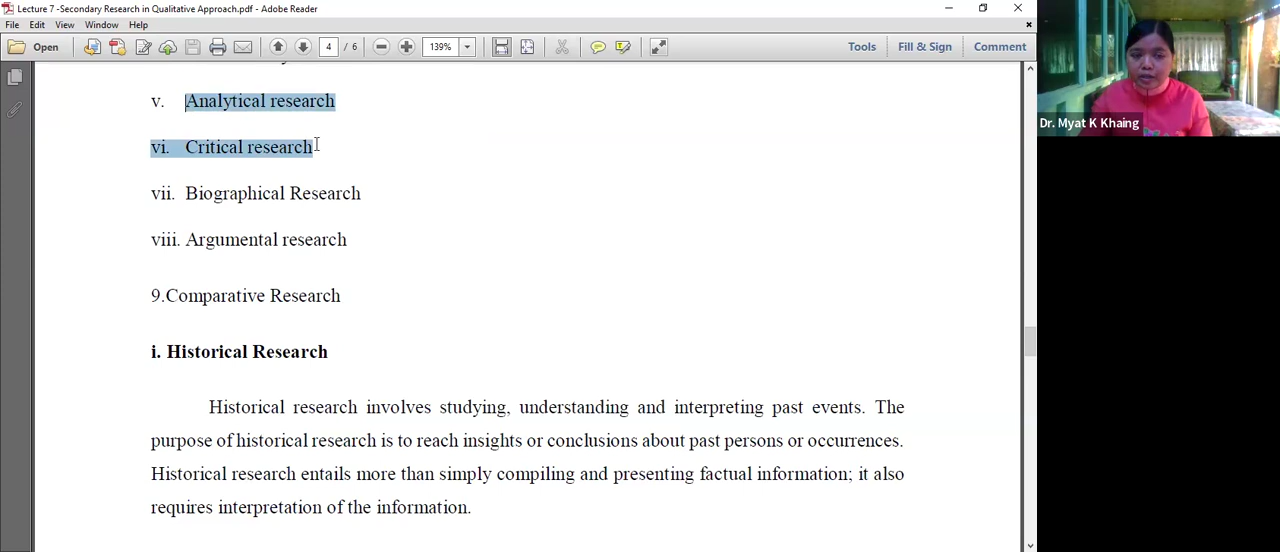 Lecture 7 -Secondary Research in Qualitative Approach.pdf - Adobe Reader
File Edit View Window Help
Open 4 / 6 139% Tools Fill & Sign Comment
v. Analytical research
vi. Critical research
vii. Biographical Research
viii. Argumental research
9.Comparative Research
i. Historical Research
Historical research involves studying, understanding and interpreting past events. The
purpose of historical research is to reach insights or conclusions about past persons or occurrences.
Historical research entails more than simply compiling and presenting factual information; it also
requires interpretation of the information.
Dr. Myat K Khaing